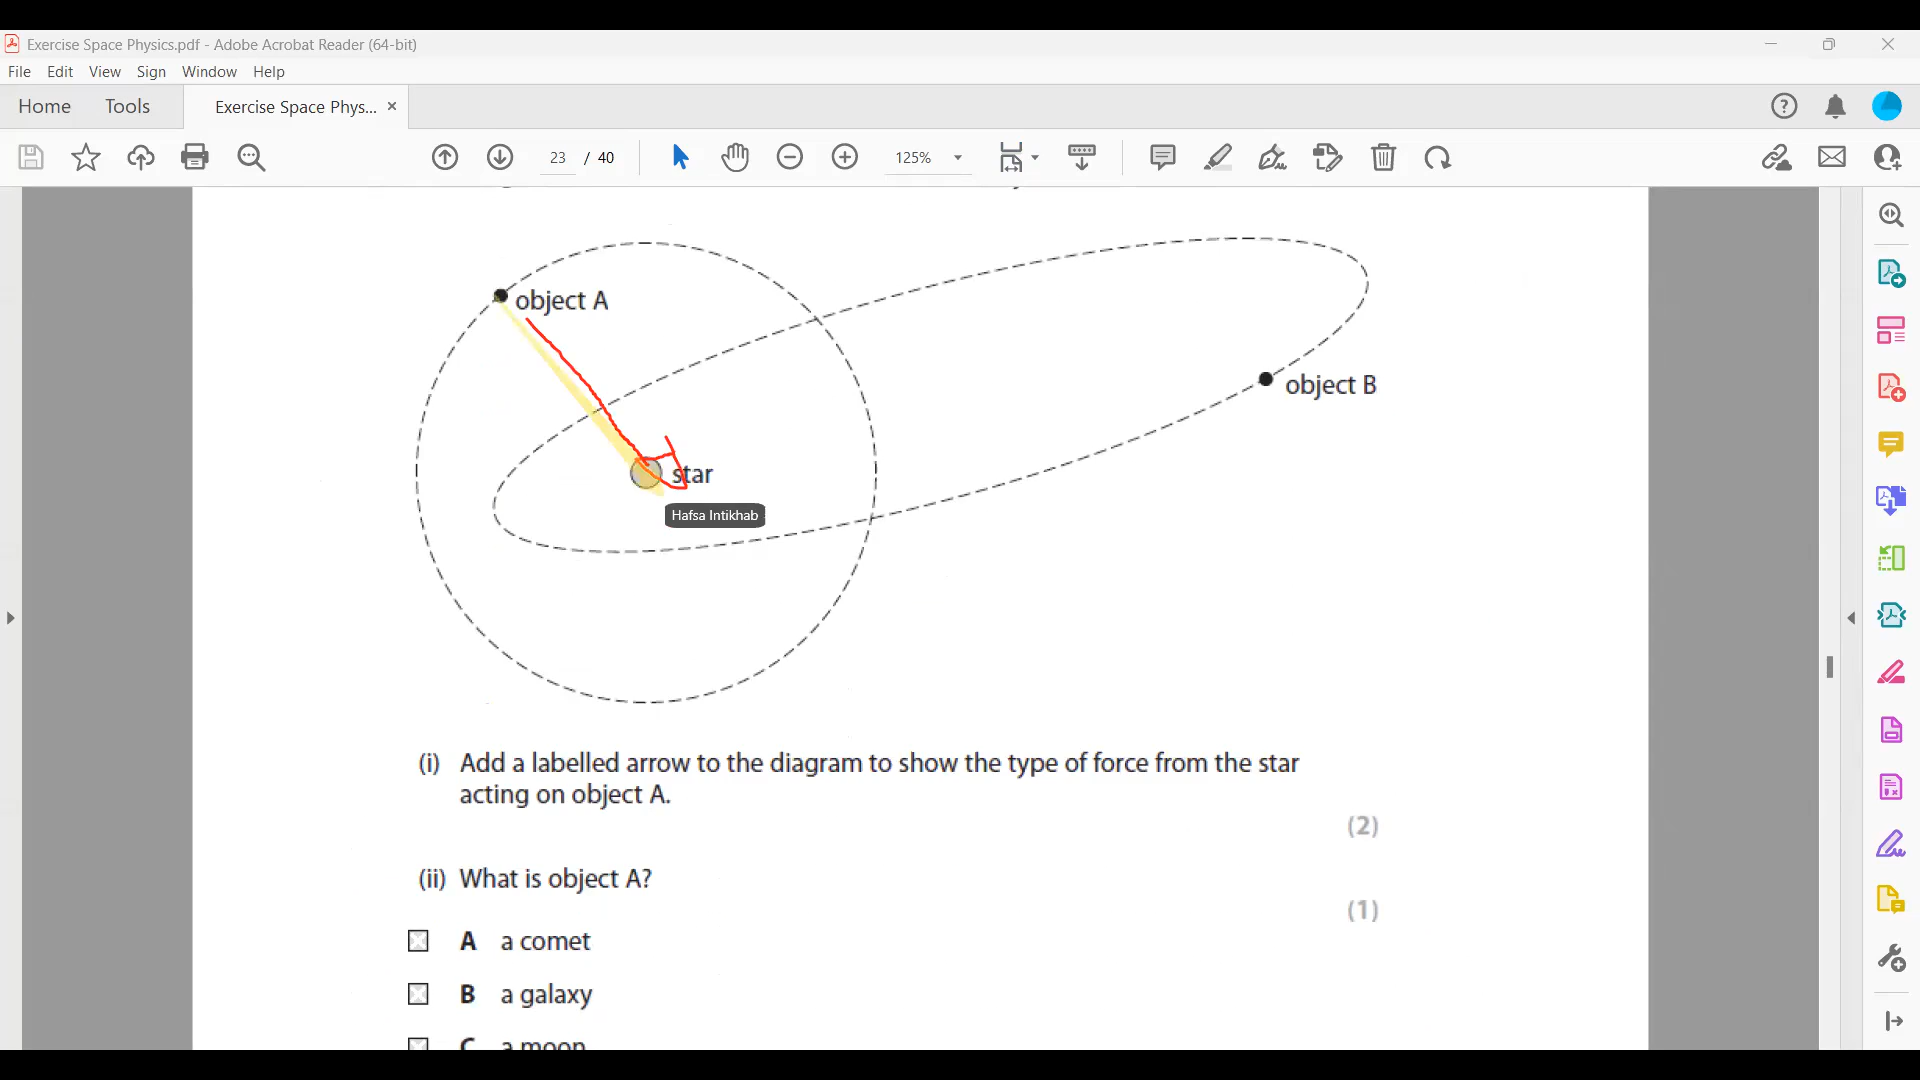 Exercise Space Physics.pdf - Adobe Acrobat Reader (64-bit)
File Edit View Sign Window Help
Home Tools Exercise Space Phys... ×
23 / 40 125%
object A
object B
star
Hafsa Intikhab
(i) Add a labelled arrow to the diagram to show the type of force from the star
acting on object A.
(2)
(ii) What is object A?
(1)
A a comet
B a galaxy
C a moon